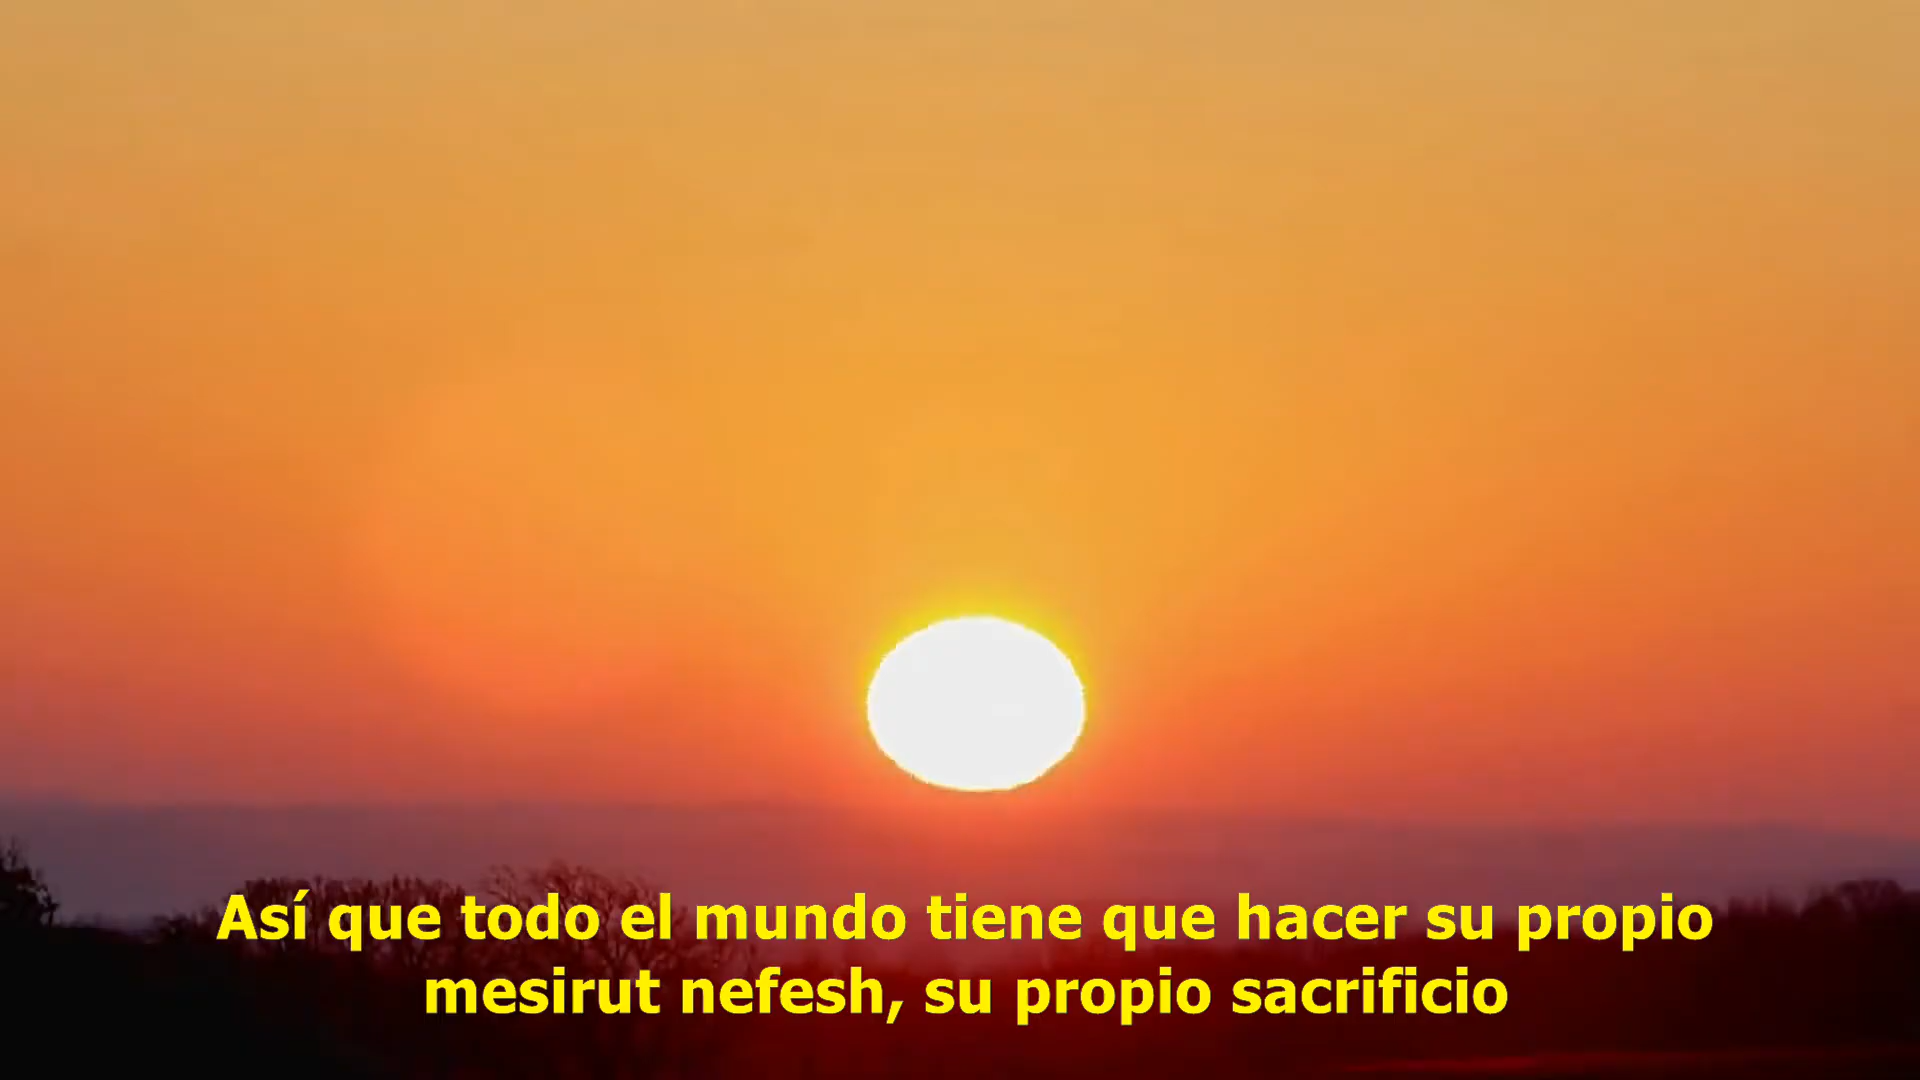 Así que todo el mundo tiene que hacer su propio
mesirut nefesh, su propio sacrificio